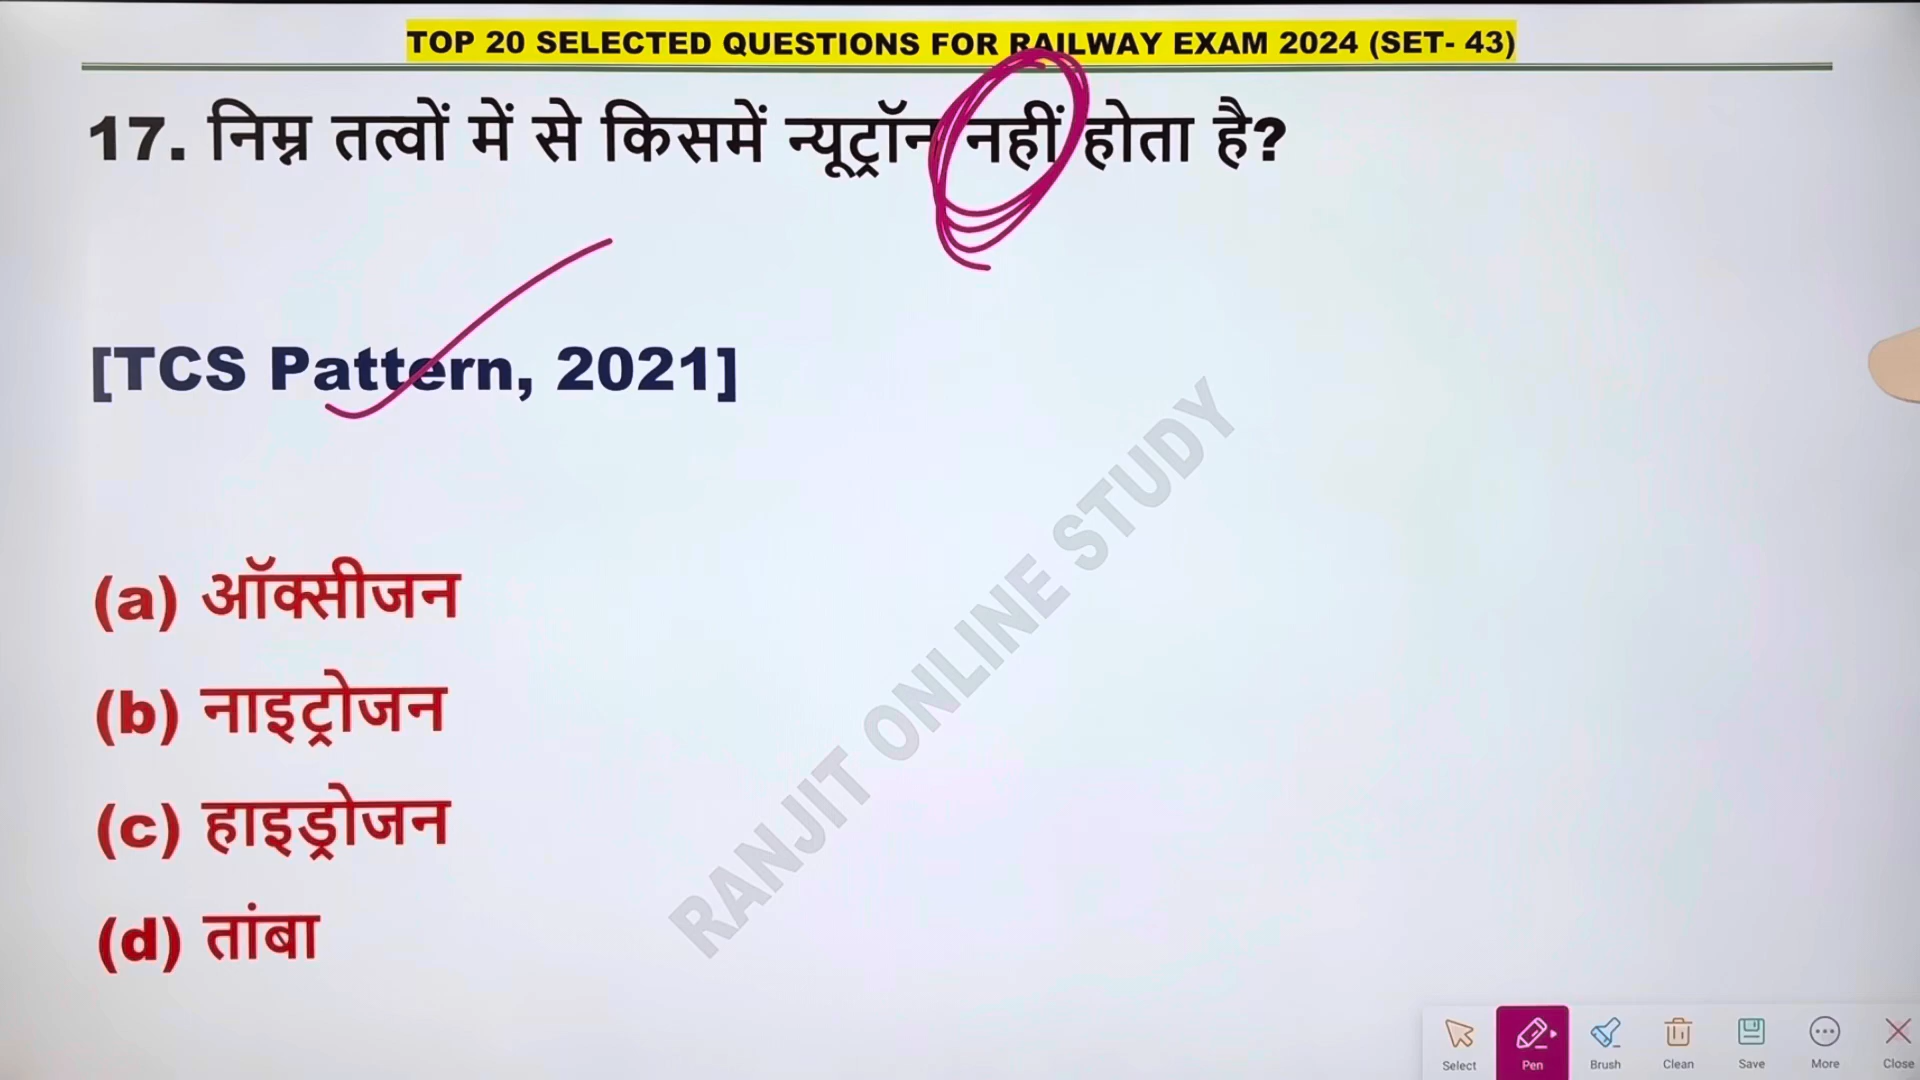 TOP 20 SELECTED QUESTIONS FOR RAILWAY EXAM 2024 (SET- 43)
17. निम्न तत्वों में से किसमें न्यूट्रॉन नहीं होता है?
[TCS Pattern, 2021]
(a) ऑक्सीजन
(b) नाइट्रोजन
(c) हाइड्रोजन
(d) तांबा
RANJIT ONLINE STUDY
Select Pen Brush Clean Save More Close